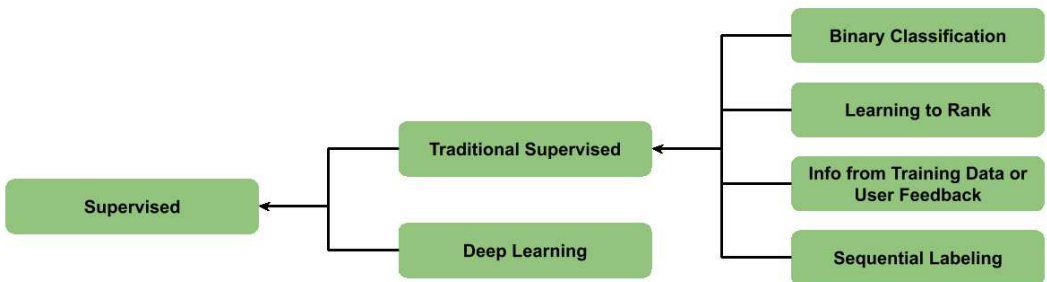 Supervised
Traditional Supervised
Deep Learning
Binary Classification
Learning to Rank
Info from Training Data or
User Feedback
Sequential Labeling